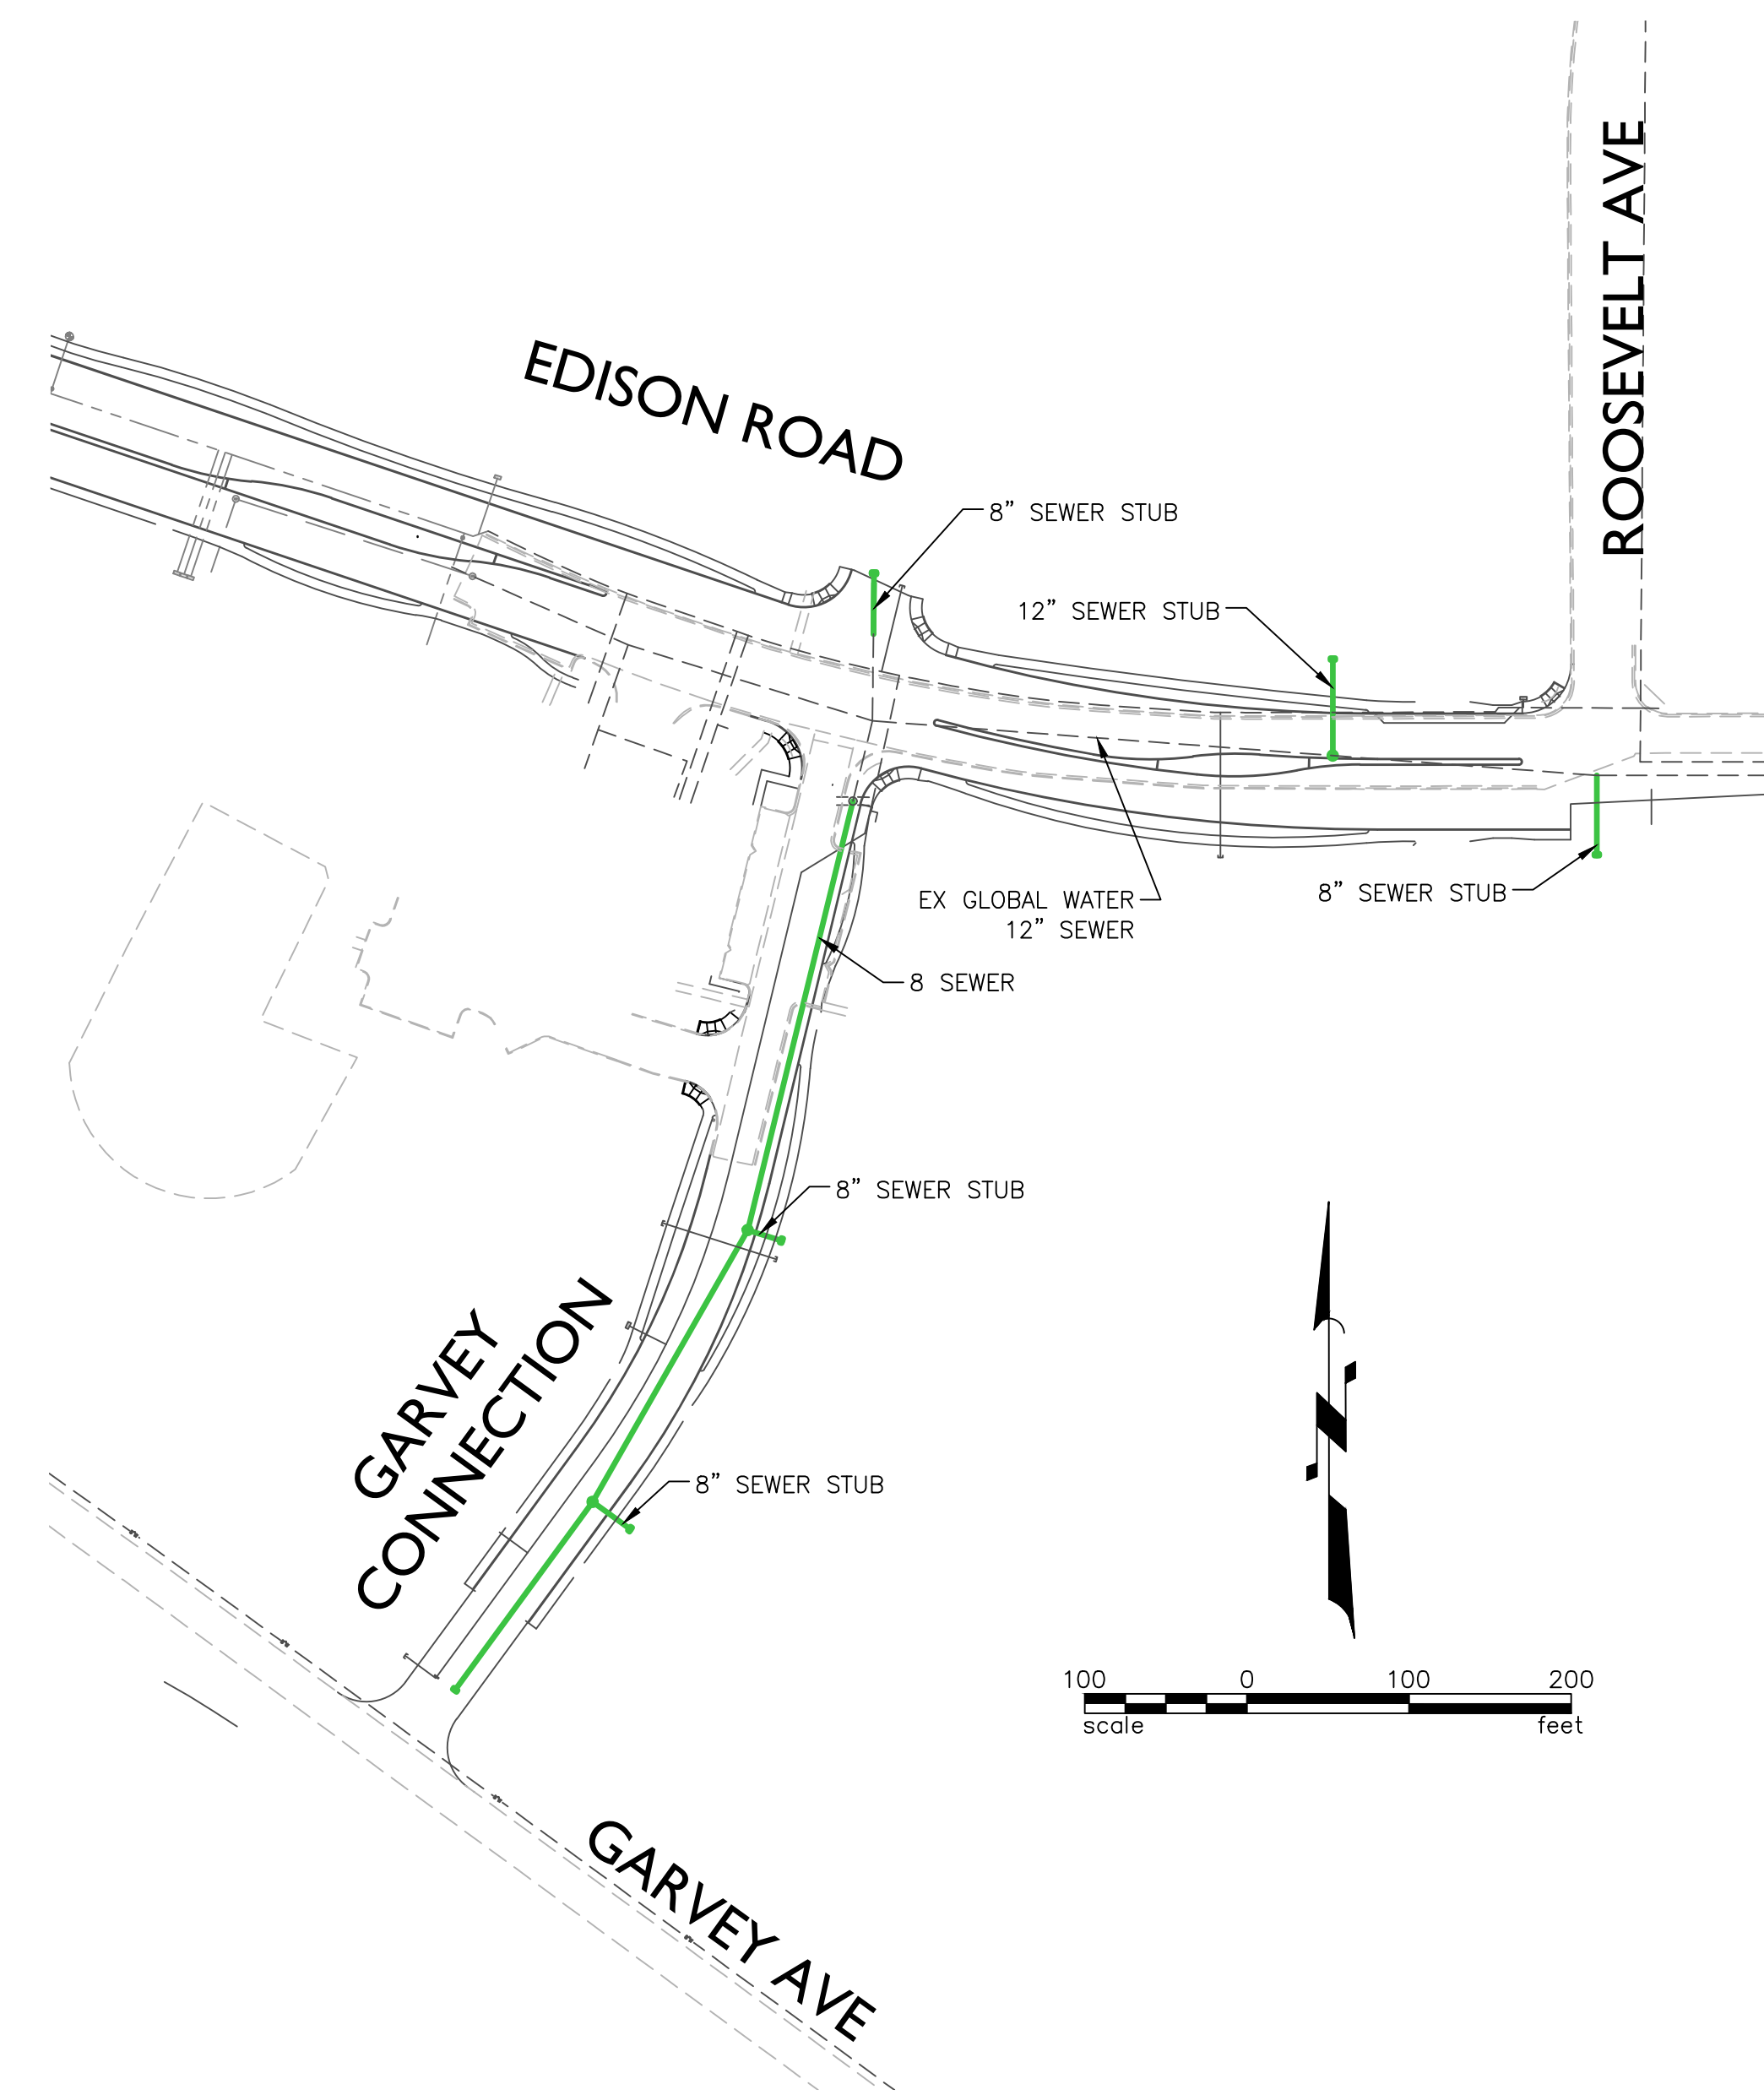 ROOSEVELT AVE
EDISON ROAD
8” SEWER STUB
12” SEWER STUB
EX GLOBAL WATER
12” SEWER
8” SEWER STUB
8 SEWER
8” SEWER STUB
GARVEY
CONNECTION
8” SEWER STUB
100 0 100 200
scale feet
GARVEY AVE